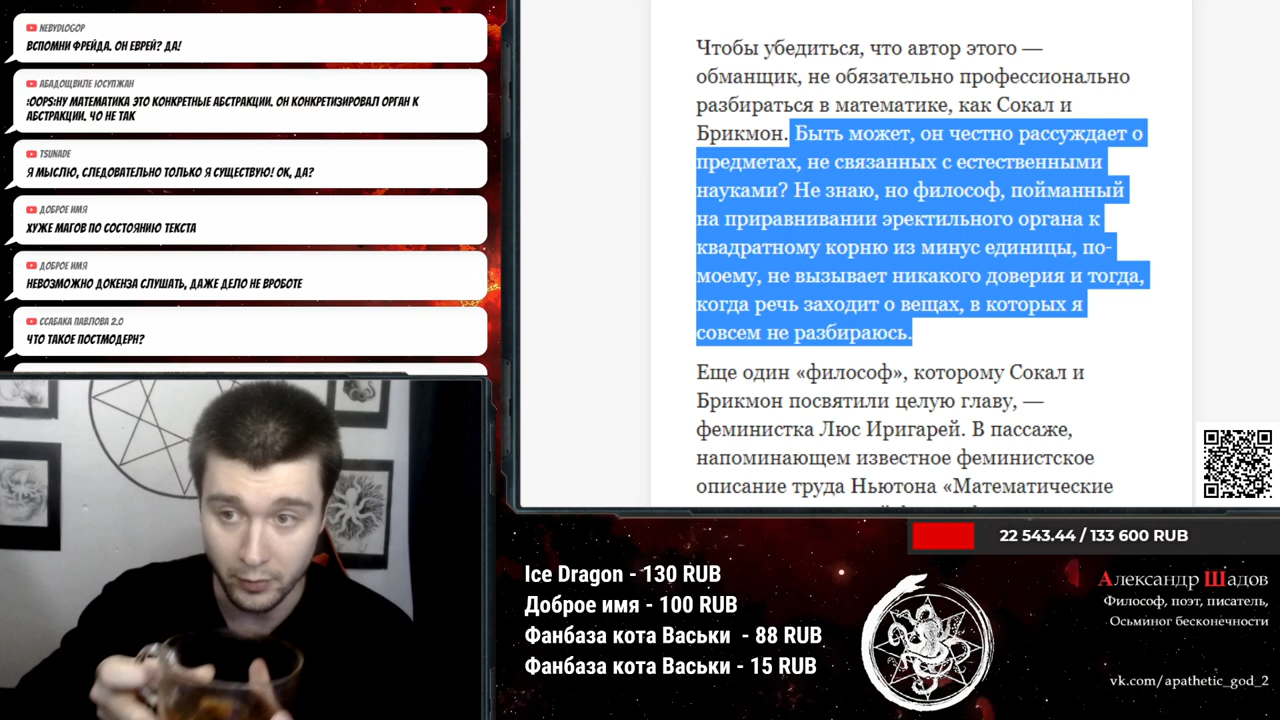 NEBYDLOGOP
ВСПОМНИ ФРЕЙДА. ОН ЕВРЕЙ? ДА!
АБАДОЩВИЛЕ ЮСУПЖАН
:OOPS:НУ МАТЕМАТИКА ЭТО КОНКРЕТНЫЕ АБСТРАКЦИИ. ОН КОНКРЕТИЗИРОВАЛ ОРГАН К
АБСТРАКЦИИ. ЧО НЕ ТАК
TSUNADE
Я МЫСЛЮ, СЛЕДОВАТЕЛЬНО ТОЛЬКО Я СУЩЕСТВУЮ! ОК, ДА?
ДОБРОЕ ИМЯ
ХУЖЕ МАГОВ ПО СОСТОЯНИЮ ТЕКСТА
ДОБРОЕ ИМЯ
НЕВОЗМОЖНО ДОКЕНЗА СЛУШАТЬ, ДАЖЕ ДЕЛО НЕ ВРОБОТЕ
ССАБАКА ПАВЛОВА 2.0
ЧТО ТАКОЕ ПОСТМОДЕРН?
Чтобы убедиться, что автор этого —
обманщик, не обязательно профессионально
разбираться в математике, как Сокал и
Брикмон. Быть может, он честно рассуждает о
предметах, не связанных с естественными
науками? Не знаю, но философ, пойманный
на приравнивании эректильного органа к
квадратному корню из минус единицы, по-
моему, не вызывает никакого доверия и тогда,
когда речь заходит о вещах, в которых я
совсем не разбираюсь.
Еще один «философ», которому Сокал и
Брикмон посвятили целую главу, —
феминистка Люс Иригарей. В пассаже,
напоминающем известное феминистское
описание труда Ньютона «Математические
22 543.44 / 133 600 RUB
Ice Dragon - 130 RUB
Доброе имя - 100 RUB
Фанбаза кота Васьки - 88 RUB
Фанбаза кота Васьки - 15 RUB
Александр Шадов
Философ, поэт, писатель,
Осьминог бесконечности
vk.com/apathetic_god_2